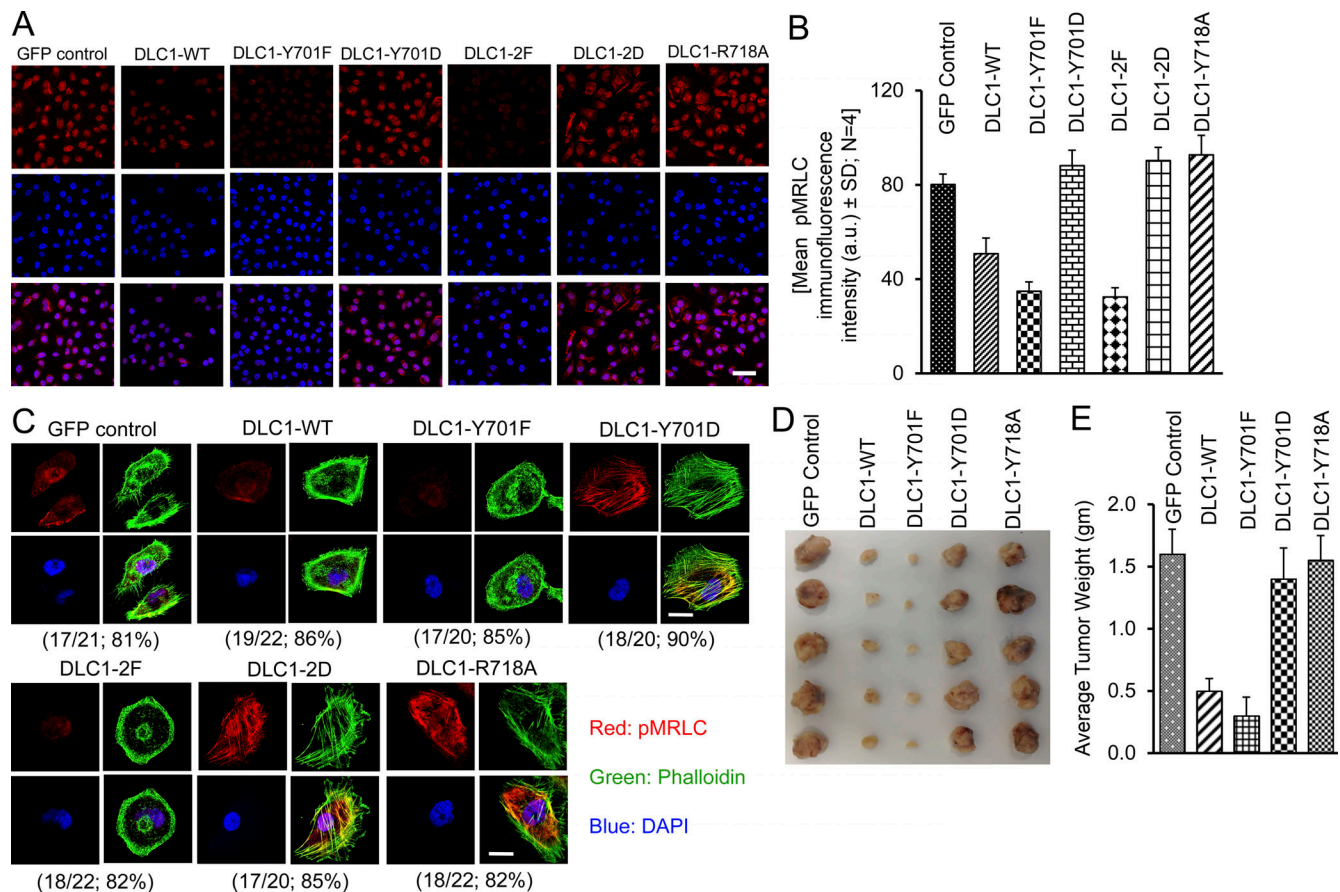 A
GFP control DLC1-WT DLC1-Y701F DLC1-Y701D DLC1-2F DLC1-2D DLC1-R718A
B
GFP Control
DLC1-WT
DLC1-Y701F
DLC1-Y701D
DLC1-2F
DLC1-2D
DLC1-Y718A
[Mean pMRLC
immunofluorescence
intensity (a.u.) ± SD; N=4]
120
80
40
0
C
GFP control DLC1-WT DLC1-Y701F DLC1-Y701D
(17/21; 81%) (19/22; 86%) (17/20; 85%) (18/20; 90%)
DLC1-2F DLC1-2D DLC1-R718A
(18/22; 82%) (17/20; 85%) (18/22; 82%)
Red: pMRLC
Green: Phalloidin
Blue: DAPI
D
GFP Control
DLC1-WT
DLC1-Y701F
DLC1-Y701D
DLC1-Y718A
E
GFP Control
DLC1-WT
DLC1-Y701F
DLC1-Y701D
DLC1-Y718A
Average Tumor Weight (gm)
2.0
1.5
1.0
0.5
0.0